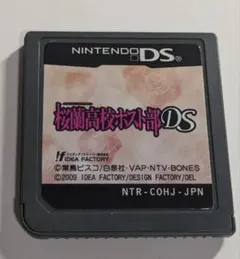 NINTENDO DS
桜蘭高校ホスト部DS
IDEA FACTORY
©葉鳥ビスコ/白泉社・VAP・NTV・BONES
©2009 IDEA FACTORY/DESIGN FACTORY/DEL
NTR-COHJ-JPN